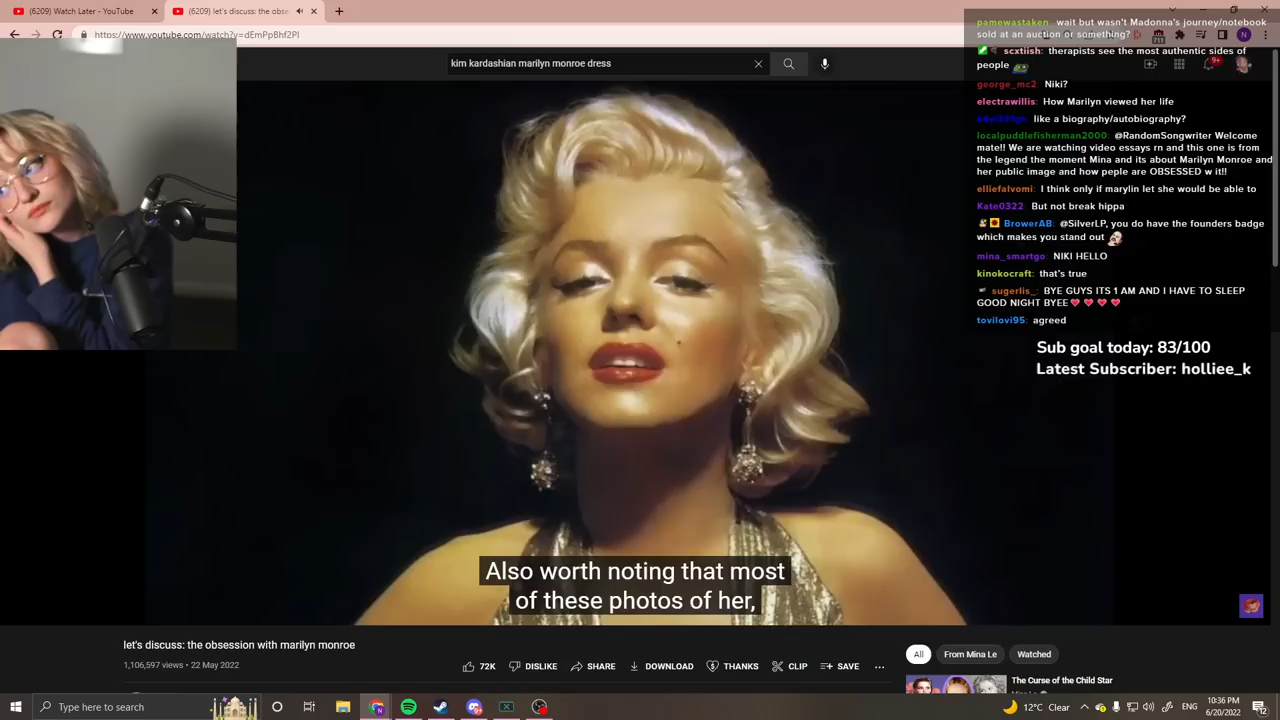 (6209) Watch Later - YouTube
(6209) let's discuss: the obse
https://www.youtube.com/watch?v=dEmPpBhf2PI
kim kardashian marilyn monroe dress
711
N
9+
pamewastaken wait but wasn't Madonna's journey/notebook
sold at an auction or something?
scxtiish: therapists see the most authentic sides of
people
george_mc2: Niki?
electrawillis: How Marilyn viewed her life
like a biography/autobiography?
localpuddlefisherman2000: @RandomSongwriter Welcome
mate!! We are watching video essays rn and this one is from
the legend the moment Mina and its about Marilyn Monroe and
her public image and how peple are OBSESSED w it!!
elliefalvomi: I think only if marylin let she would be able to
Kate0322 But not break hippa
BrowerAB: @SilverLP, you do have the founders badge
which makes you stand out
mina_smartgo: NIKI HELLO
kinokocraft: that's true
sugerlis_: BYE GUYS ITS 1 AM AND I HAVE TO SLEEP
GOOD NIGHT BYEE
tovilovi95: agreed
Sub goal today: 83/100
Latest Subscriber: holliee_k
Also worth noting that most
of these photos of her,
let's discuss: the obsession with marilyn monroe
1,106,597 views • 22 May 2022
72K
DISLIKE
SHARE
DOWNLOAD
THANKS
CLIP
SAVE
All
From Mina Le
Watched
The Curse of the Child Star
Type here to search
12°C Clear
10:36 PM
6/20/2022
12